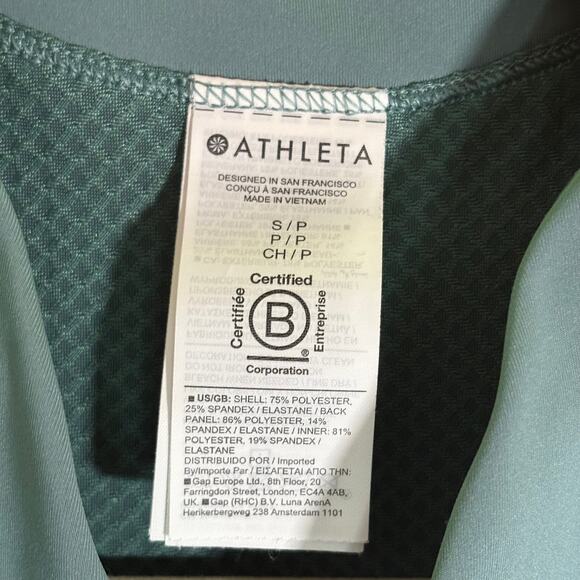 ATHLETA
DESIGNED IN SAN FRANCISCO
CONÇU À SAN FRANCISCO
MADE IN VIETNAM
S / P
P / P
CH / P
Certified
Certifiée
B
Entreprise
®
Corporation
■ US/GB: SHELL: 75% POLYESTER,
25% SPANDEX / ELASTANE / BACK
PANEL: 86% POLYESTER, 14%
SPANDEX / ELASTANE / INNER: 81%
POLYESTER, 19% SPANDEX /
ELASTANE
DISTRIBUIDO POR / Imported
By/Importe Par / ΕΙΣΑΓΕΤΑΙ ΑΠΟ ΤΗΝ:
■ Gap Europe Ltd., 8th Floor, 20
Farringdon Street, London, EC4A 4AB,
UK. ■ Gap (RHC) B.V. Luna ArenA
Herikerbergweg 238 Amsterdam 1101